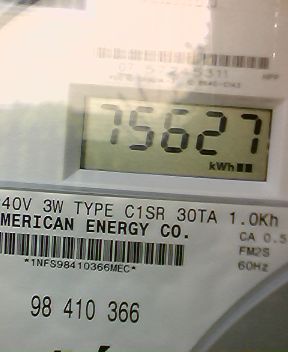 75627
kWh
40V 3W TYPE C1SR 30TA 1.0Kh
MERICAN ENERGY CO.
CA 0.5
FM2S
*1NFS98410366MEC*
60Hz
98 410 366